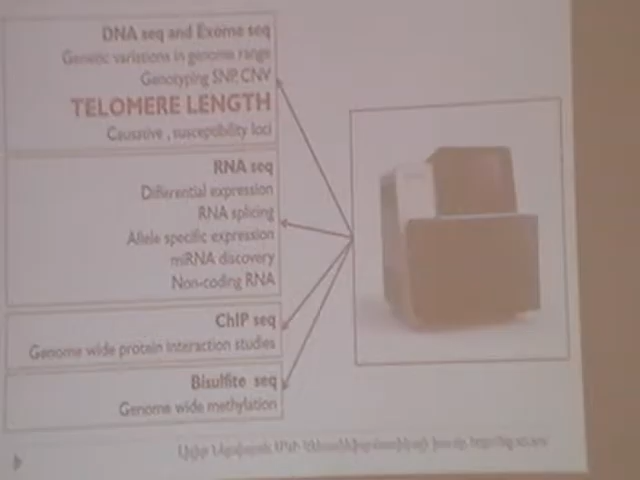 DNA seq and Exome seq
Genetic variations in genome range
Genotyping SNP, CNV
TELOMERE LENGTH
Causative , susceptibility loci
RNA seq
Differential expression
RNA splicing
Allele specific expression
miRNA discovery
Non-coding RNA
ChIP seq
Genome wide protein interaction studies
Bisulfite seq
Genome wide methylation